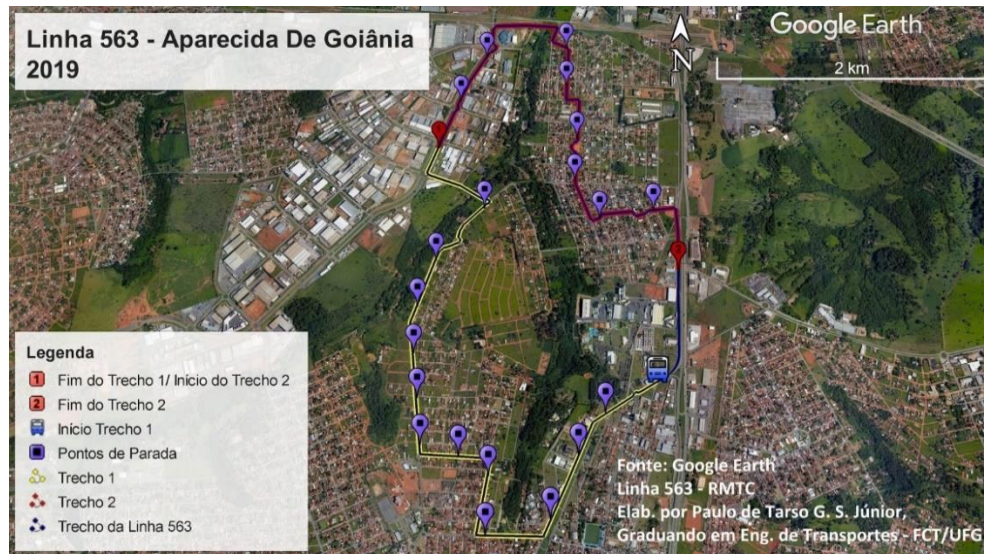 Linha 563 - Aparecida De Goiânia
2019
Google Earth
N
2 km
Legenda
1 Fim do Trecho 1/ Início do Trecho 2
2 Fim do Trecho 2
Início Trecho 1
Pontos de Parada
Trecho 1
Trecho 2
Trecho da Linha 563
Fonte: Google Earth
Linha 563 - RMTC
Elab. por Paulo de Tarso G. S. Júnior,
Graduando em Eng. de Transportes - FCT/UFG